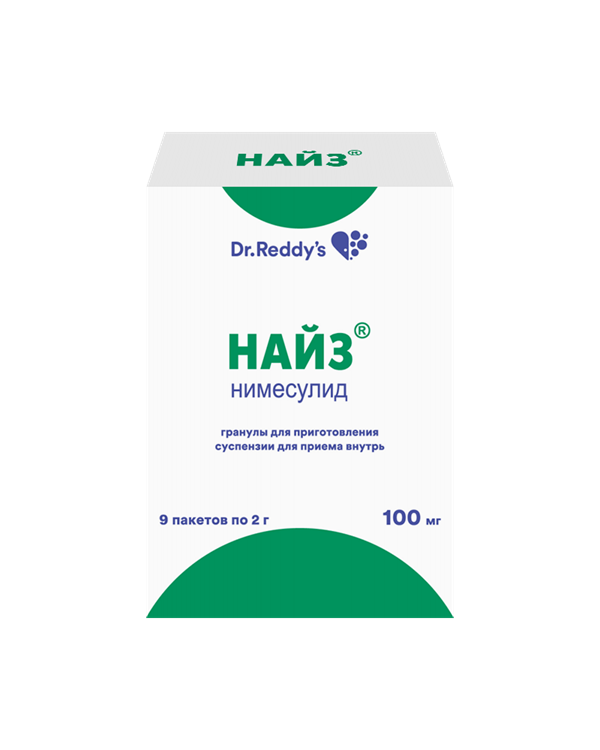 НАЙЗ®
Dr.Reddy's
НАЙЗ®
нимесулид
гранулы для приготовления
суспензии для приема внутрь
9 пакетов по 2 г
100 мг